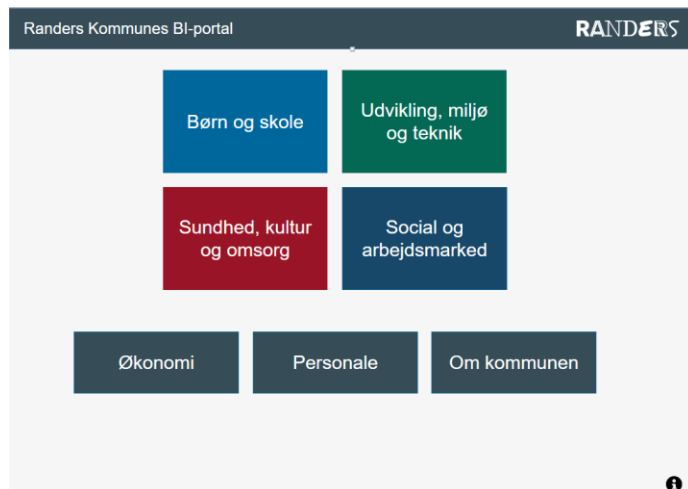 Randers Kommunes BI-portal
RANDERS
Børn og skole
Udvikling, miljø
og teknik
Sundhed, kultur
og omsorg
Social og
arbejdsmarked
Økonomi
Personale
Om kommunen